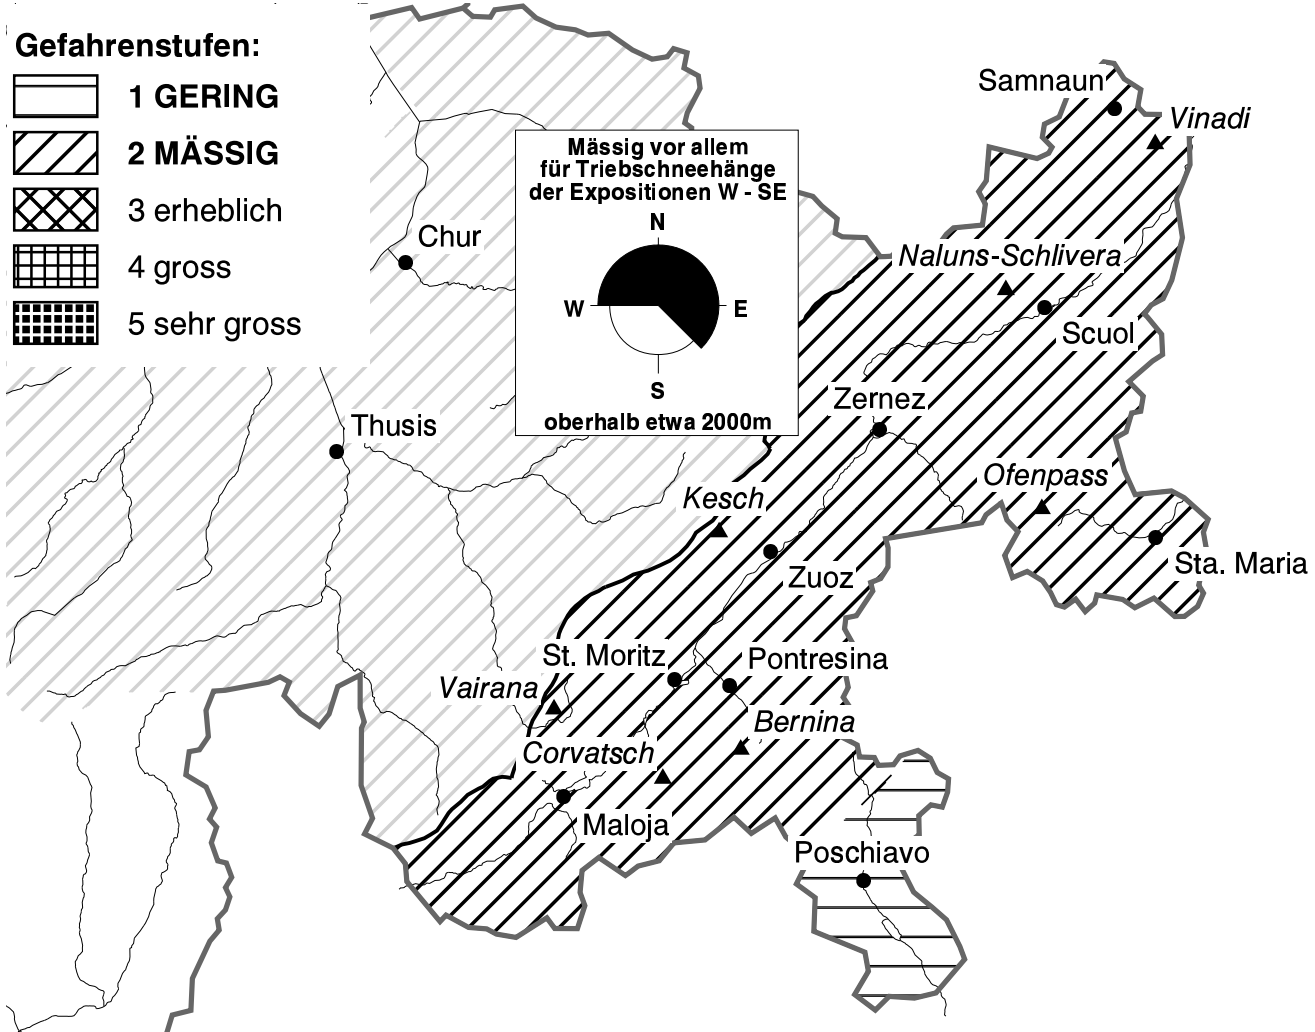 Gefahrenstufen:
1 GERING
2 MÄSSIG
3 erheblich
4 gross
5 sehr gross
Mässig vor allem
für Triebschneehänge
der Expositionen W - SE
N
W
E
S
oberhalb etwa 2000m
Samnaun
Vinadi
Chur
Naluns-Schlivera
Scuol
Zernez
Thusis
Ofenpass
Kesch
Sta. Maria
Zuoz
St. Moritz
Pontresina
Vairana
Bernina
Corvatsch
Maloja
Poschiavo